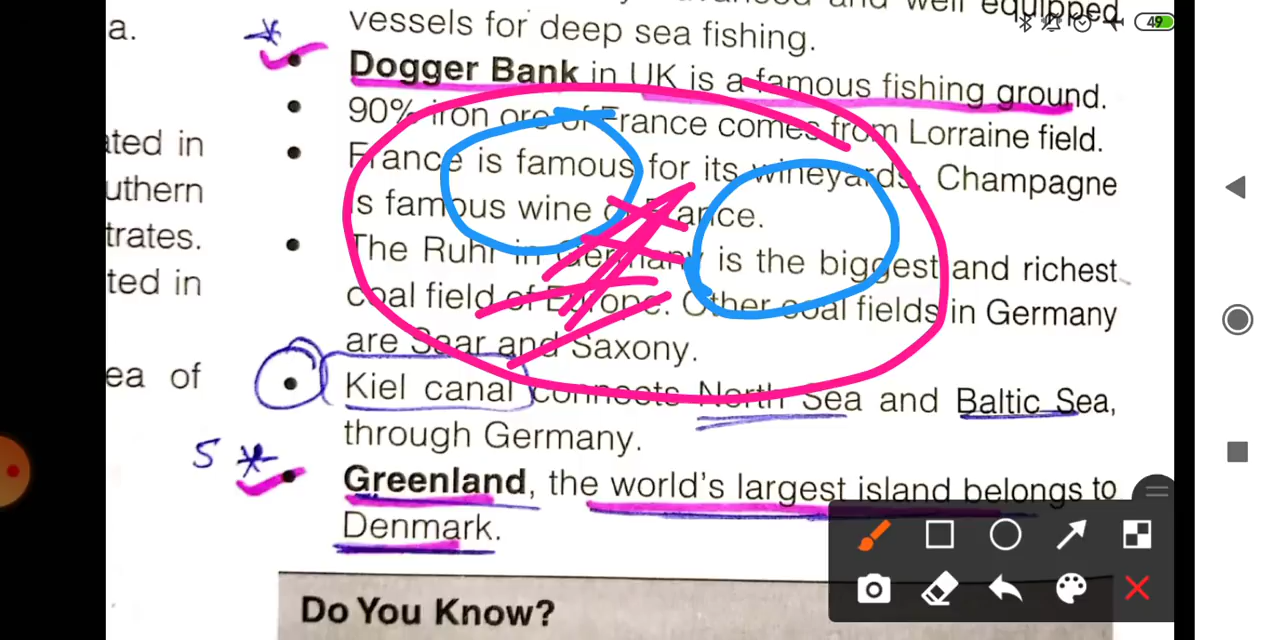 a.
vessels for deep sea fishing.
49
Dogger Bank in UK is a famous fishing ground.
90% iron ore of France comes from Lorraine field.
ated in
France is famous for its wineyards. Champagne
uthern
is famous wine of France.
trates.
The Ruhr in Germany is the biggest and richest
ted in
coal field of Europe. Other coal fields in Germany
are Saar and Saxony.
ea of
Kiel canal connects North Sea and Baltic Sea,
through Germany.
5
Greenland, the world's largest island belongs to
Denmark.
Do You Know?